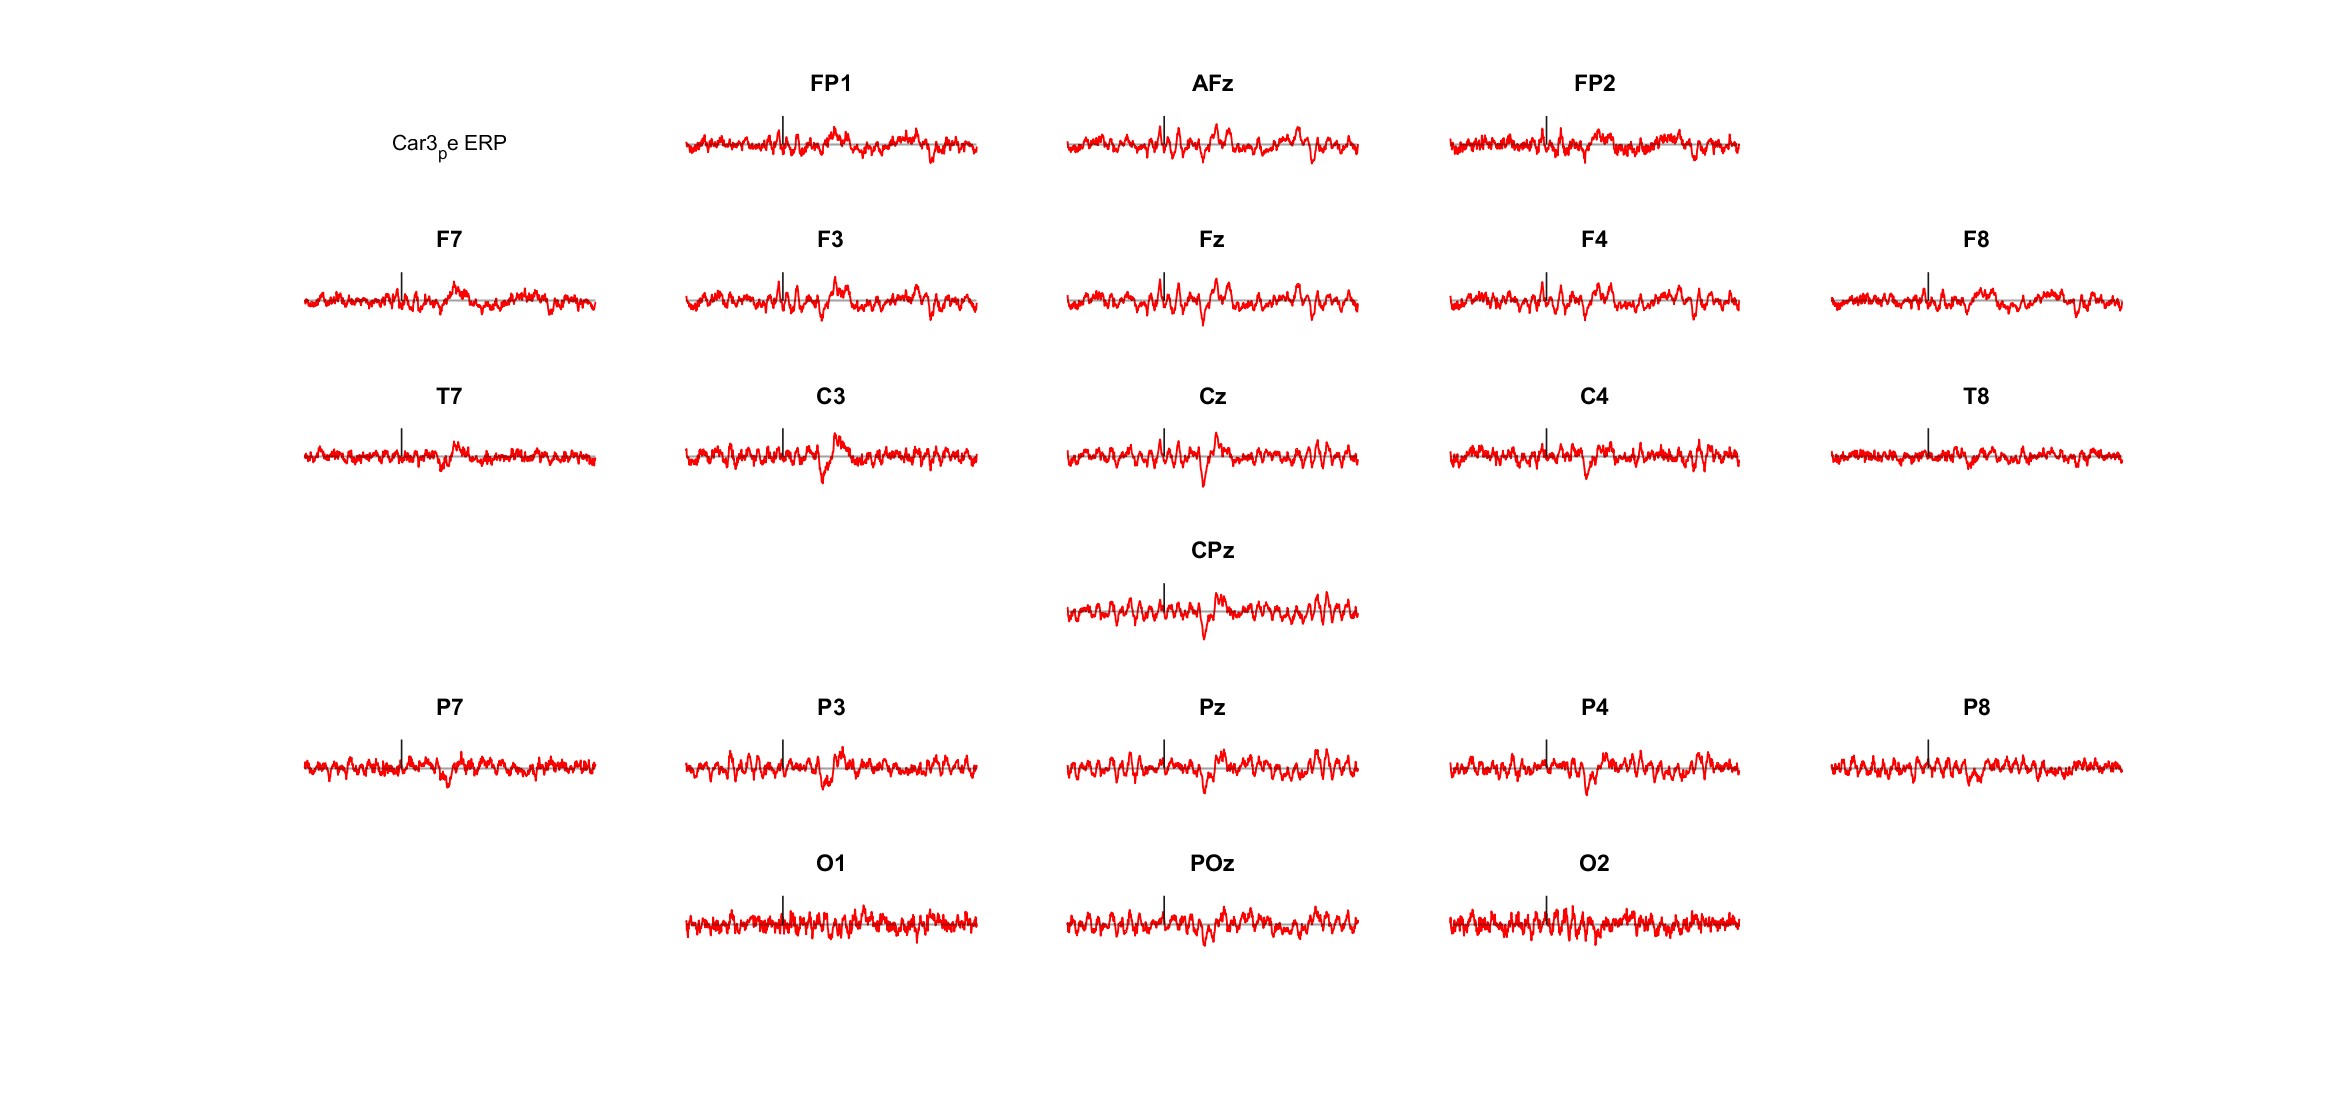 FP1 AFz FP2
Car3pe ERP
F7 F3 Fz F4 F8
T7 C3 Cz C4 T8
CPz
P7 P3 Pz P4 P8
O1 POz O2